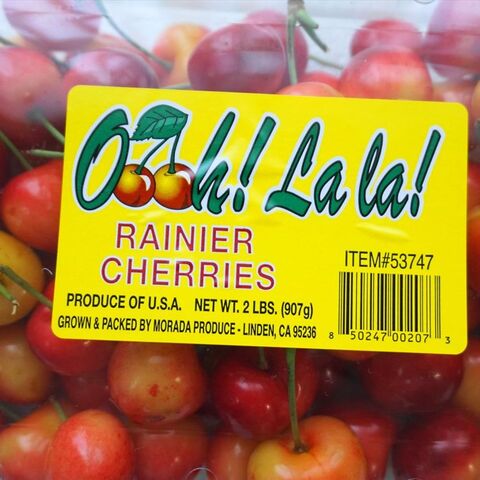 Oooh! La la!
RAINIER
CHERRIES
ITEM#53747
PRODUCE OF U.S.A. NET WT. 2 LBS. (907g)
GROWN & PACKED BY MORADA PRODUCE - LINDEN, CA 95236
8 50247 00207 3